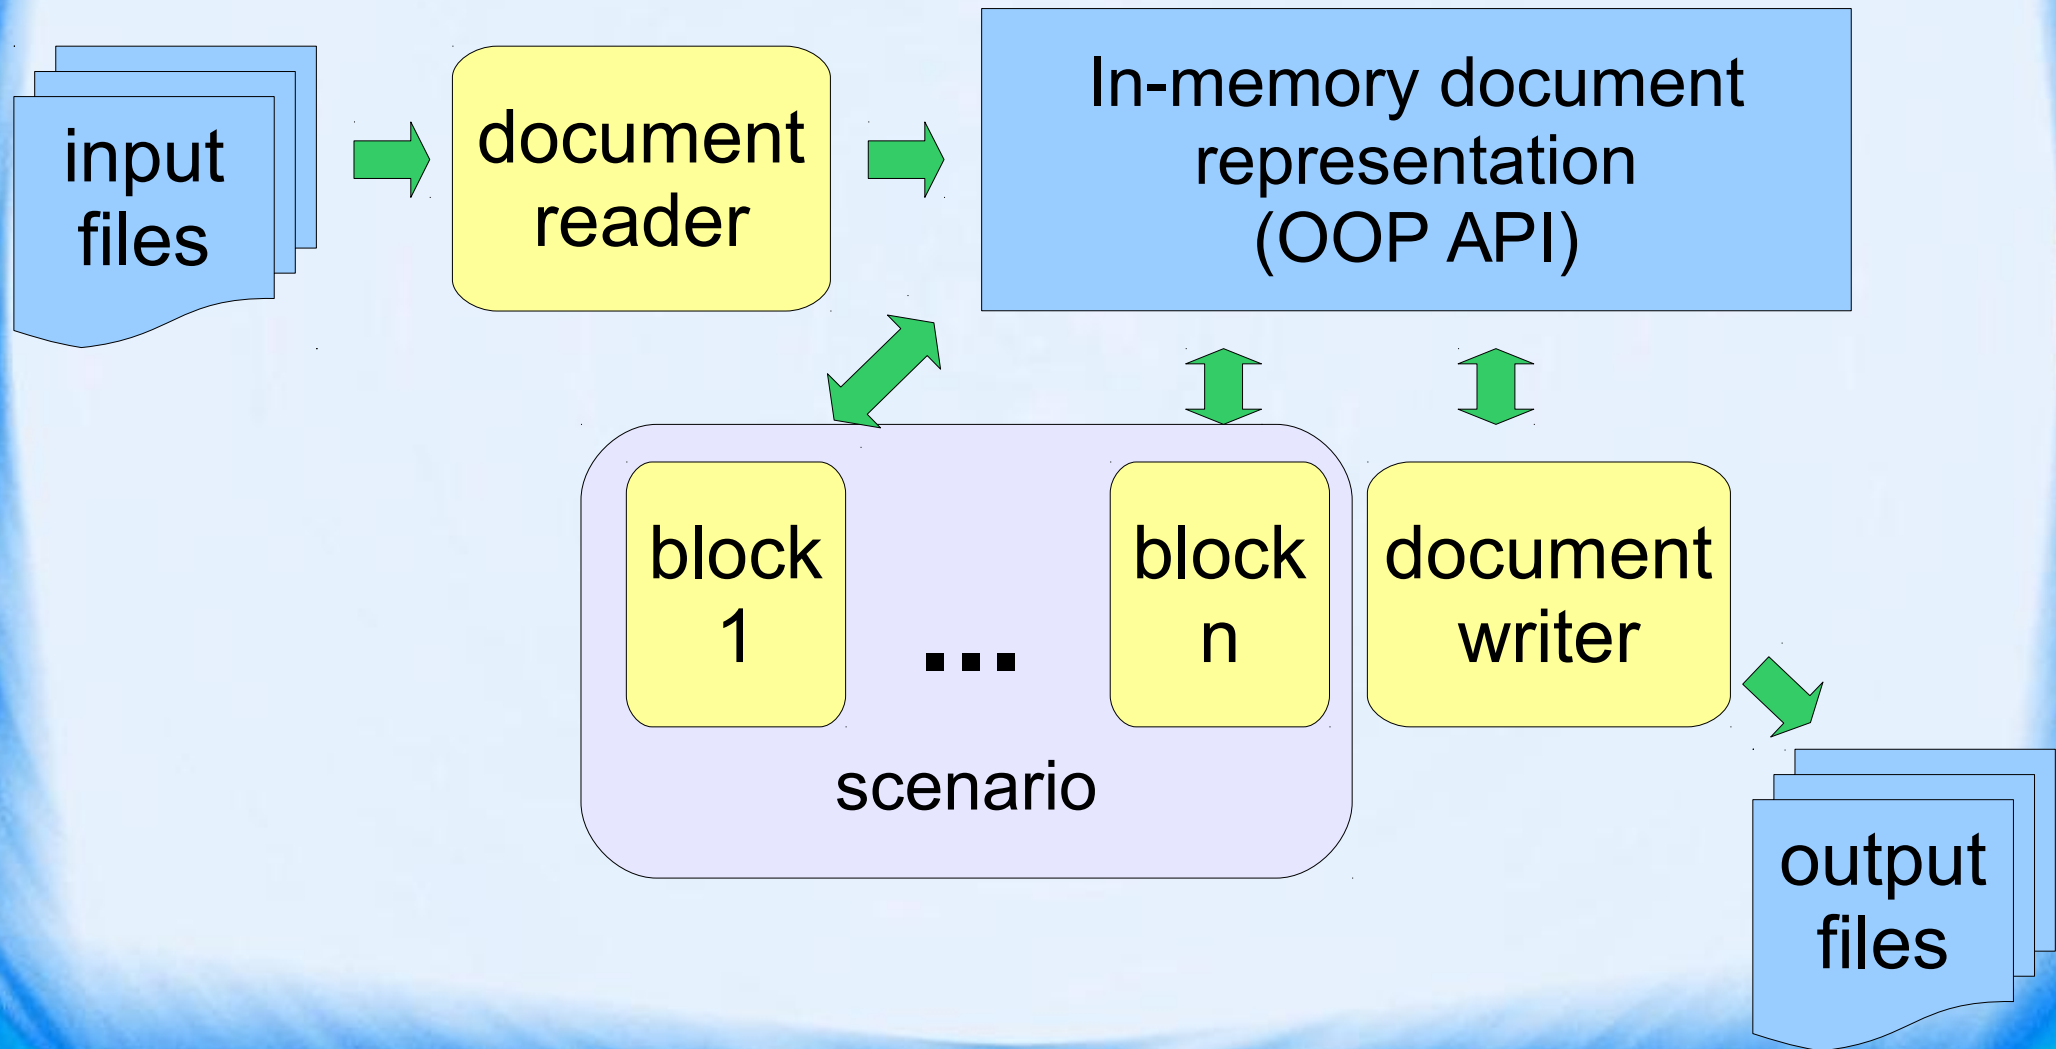 input
files
document
reader
In-memory document
representation
(OOP API)
block
1
...
block
n
scenario
document
writer
output
files